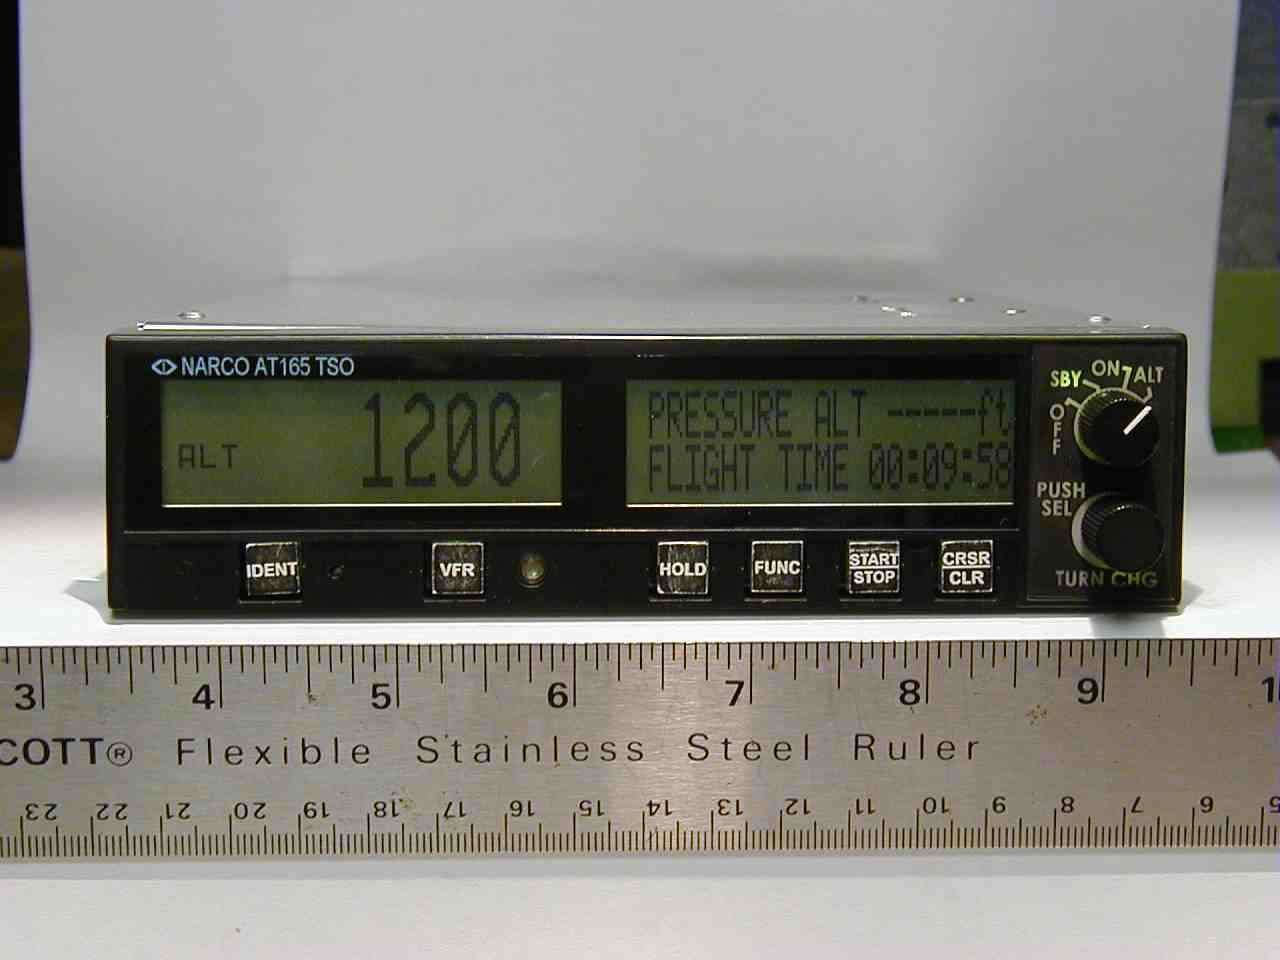 NARCO AT165 TSO
ALT 1200
PRESSURE ALT -----ft
FLIGHT TIME 00:09:58
OFF SBY ON ALT
PUSH
SEL
TURN CHG
IDENT VFR HOLD FUNC START
STOP CRSR
CLR
3 4 5 6 7 8 9 1
COTT® Flexible Stainless Steel Ruler
23 22 21 20 19 18 17 16 15 14 13 12 11 10 9 8 7 6 5